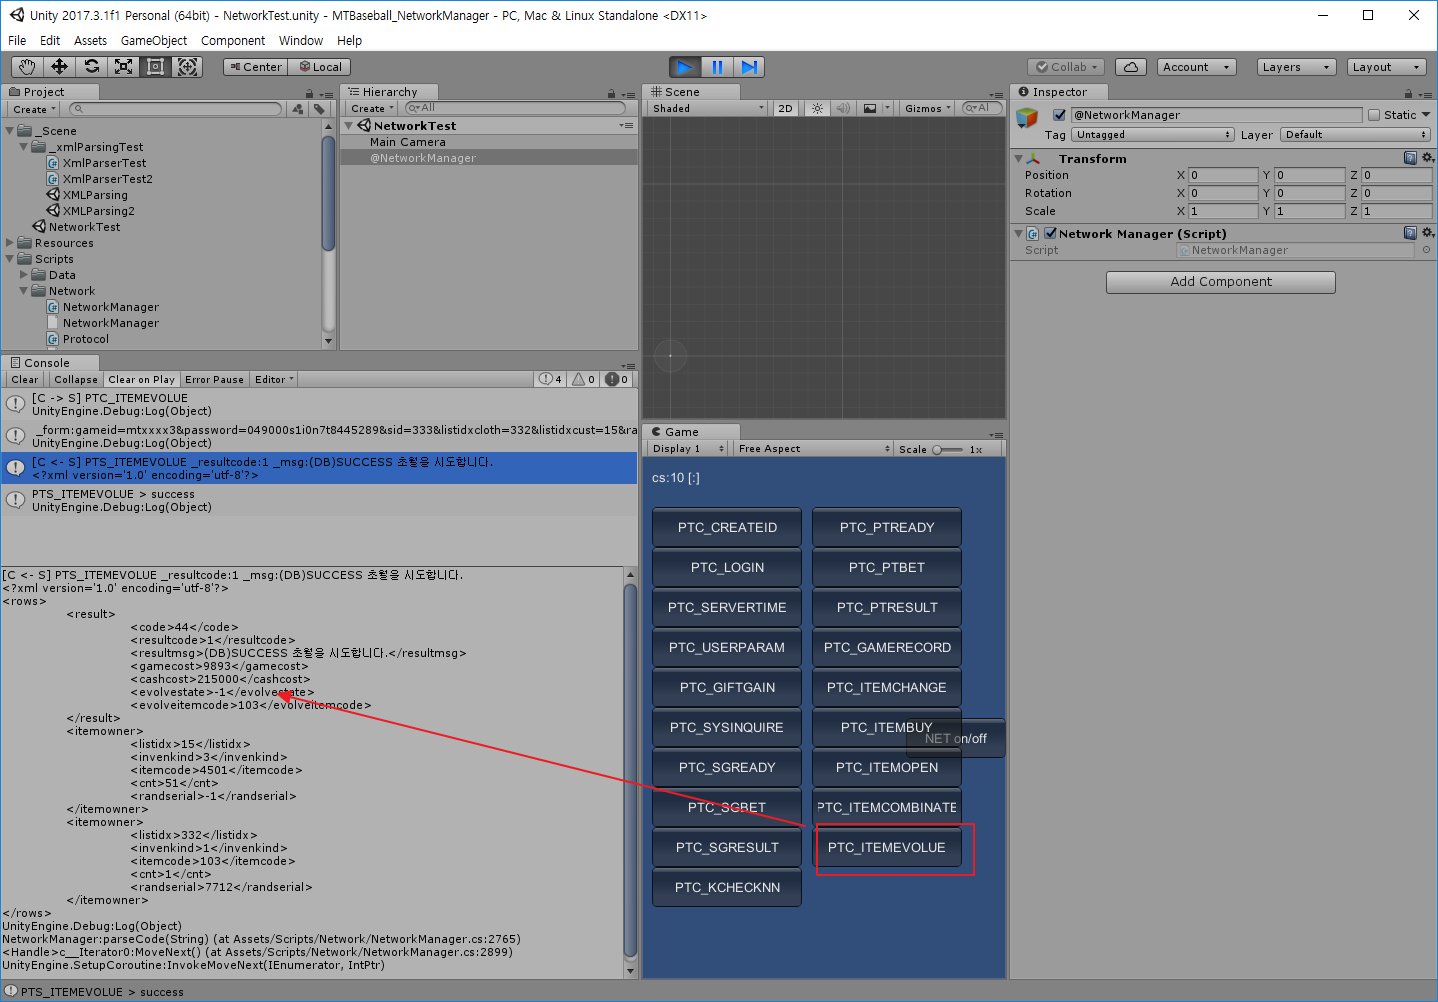 Unity 2017.3.1f1 Personal (64bit) - NetworkTest.unity - MTBaseball_NetworkManager - PC, Mac & Linux Standalone <DX11>
File Edit Assets GameObject Component Window Help
Center Local Collab Account Layers Layout
Project
Create
_Scene
_xmlParsingTest
XmlParserTest
XmlParserTest2
XMLParsing
XMLParsing2
NetworkTest
Resources
Scripts
Data
Network
NetworkManager
NetworkManager
Protocol
Hierarchy
Create All
NetworkTest
Main Camera
@NetworkManager
Scene
Shaded 2D Gizmos Al
Inspector
@NetworkManager Static
Tag Untagged Layer Default
Transform
Position X 0 Y 0 Z 0
Rotation X 0 Y 0 Z 0
Scale X 1 Y 1 Z 1
Network Manager (Script)
Script NetworkManager
Add Component
Console
Clear Collapse Clear on Play Error Pause Editor 4 0 0
[C -> S] PTC_ITEMEVOLUE
UnityEngine.Debug:Log(Object)
_form:gameid=mtxxxx3&password=049000s1i0n7t8445289&sid=333&listidxcloth=332&listidxcust=15&ra
UnityEngine.Debug:Log(Object)
[C <- S] PTS_ITEMEVOLUE _resultcode:1 _msg:(DB)SUCCESS 초월을 시도합니다.
<?xml version='1.0' encoding='utf-8'?>
PTS_ITEMEVOLUE > success
UnityEngine.Debug:Log(Object)
[C <- S] PTS_ITEMEVOLUE _resultcode:1 _msg:(DB)SUCCESS 초월을 시도합니다.
<?xml version='1.0' encoding='utf-8'?>
<rows>
<result>
<code>44</code>
<resultcode>1</resultcode>
<resultmsg>(DB)SUCCESS 초월을 시도합니다.</resultmsg>
<gamecost>9893</gamecost>
<cashcost>215000</cashcost>
<evolvestate>-1</evolvestate>
<evolveitemcode>103</evolveitemcode>
</result>
<itemowner>
<listidx>15</listidx>
<invenkind>3</invenkind>
<itemcode>4501</itemcode>
<cnt>51</cnt>
<randserial>-1</randserial>
</itemowner>
<itemowner>
<listidx>332</listidx>
<invenkind>1</invenkind>
<itemcode>103</itemcode>
<cnt>1</cnt>
<randserial>7712</randserial>
</itemowner>
</rows>
UnityEngine.Debug:Log(Object)
NetworkManager:parseCode(String) (at Assets/Scripts/Network/NetworkManager.cs:2765)
<Handle>c__Iterator0:MoveNext() (at Assets/Scripts/Network/NetworkManager.cs:2899)
UnityEngine.SetupCoroutine:InvokeMoveNext(IEnumerator, IntPtr)
PTS_ITEMEVOLUE > success
Game
Display 1 Free Aspect Scale 1x
cs:10 [:]
PTC_CREATEID PTC_PTREADY
PTC_LOGIN PTC_PTBET
PTC_SERVERTIME PTC_PTRESULT
PTC_USERPARAM PTC_GAMERECORD
PTC_GIFTGAIN PTC_ITEMCHANGE
PTC_SYSINQUIRE PTC_ITEMBUY
NET on/off
PTC_SGREADY PTC_ITEMOPEN
PTC_SGBET PTC_ITEMCOMBINATE
PTC_SGRESULT PTC_ITEMEVOLUE
PTC_KCHECKNN